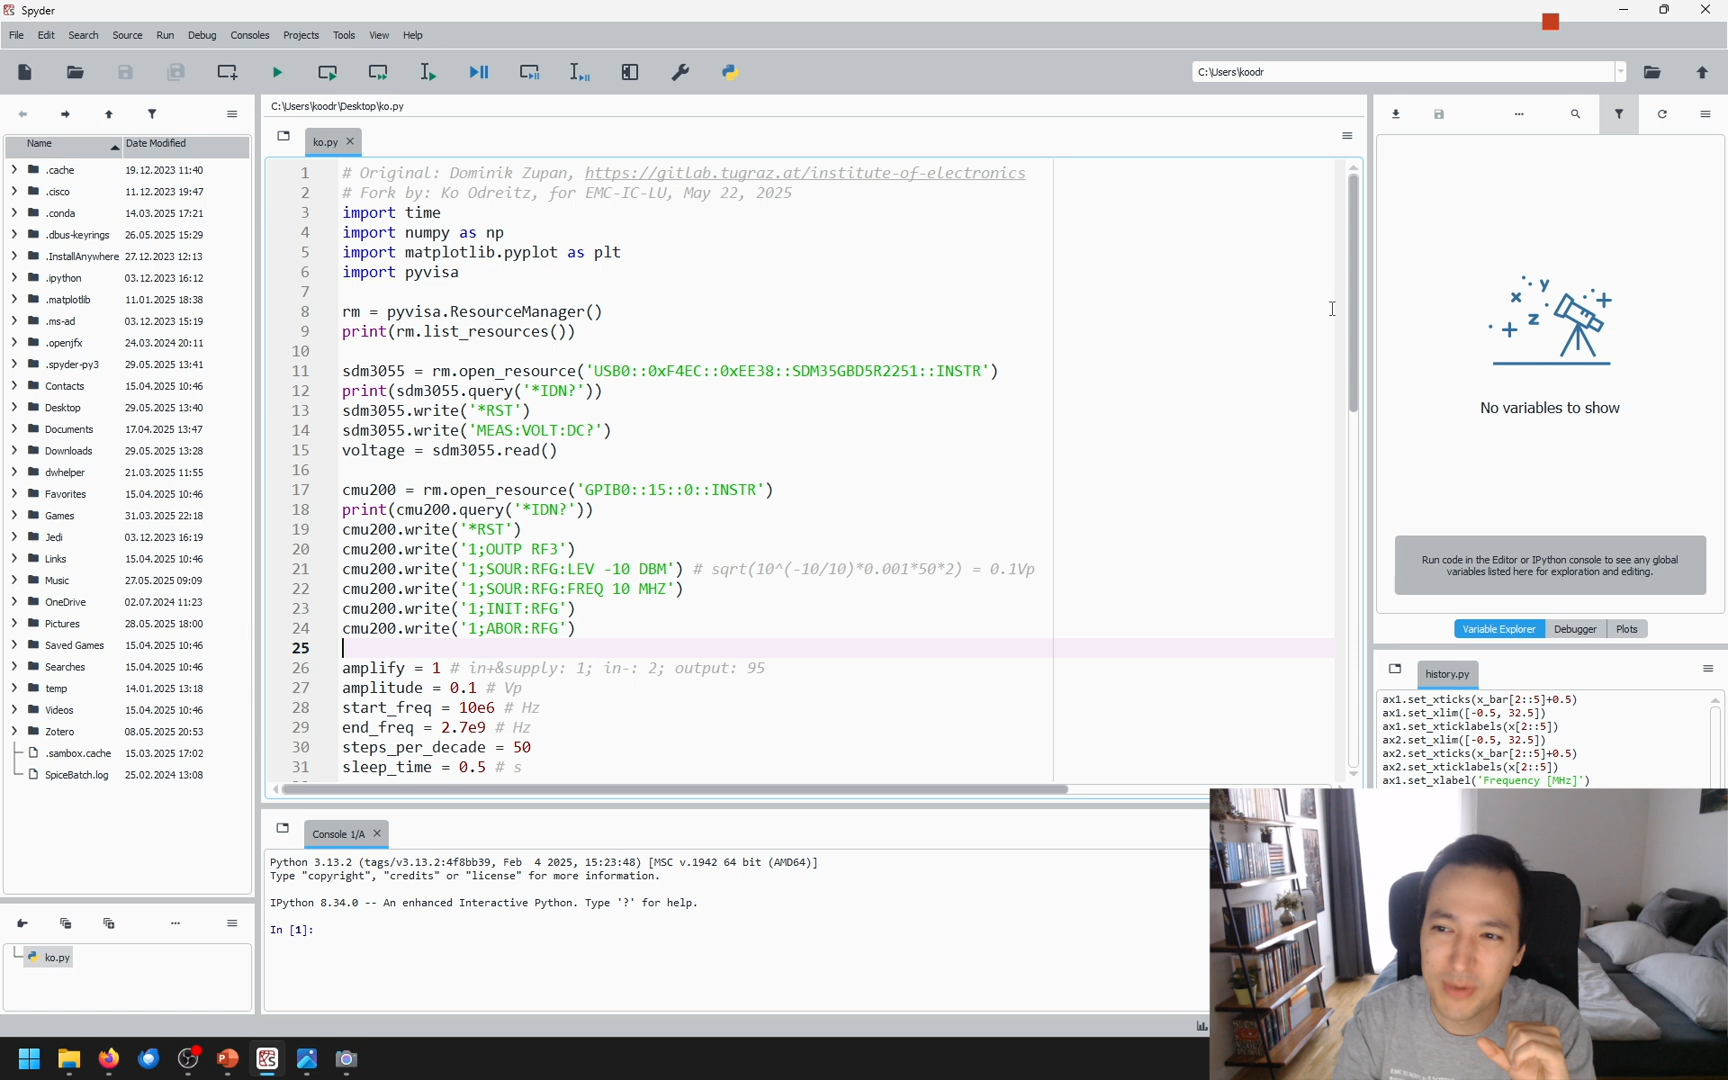 Spyder
File Edit Search Source Run Debug Consoles Projects Tools View Help
C:\Users\koodr
Name Date Modified
.cache 19.12.2023 11:40
.cisco 11.12.2023 19:47
.conda 14.03.2025 17:21
.dbus-keyrings 26.05.2025 15:29
.InstallAnywhere 27.12.2023 12:13
.ipython 03.12.2023 16:12
.matplotlib 11.01.2025 18:38
.ms-ad 03.12.2023 15:19
.openjfx 24.03.2024 20:11
.spyder-py3 29.05.2025 13:41
Contacts 15.04.2025 10:46
Desktop 29.05.2025 13:40
Documents 17.04.2025 13:47
Downloads 29.05.2025 13:28
dwhelper 21.03.2025 11:55
Favorites 15.04.2025 10:46
Games 31.03.2025 22:18
Jedi 03.12.2023 16:19
Links 15.04.2025 10:46
Music 27.05.2025 09:09
OneDrive 02.07.2024 11:23
Pictures 28.05.2025 18:00
Saved Games 15.04.2025 10:46
Searches 15.04.2025 10:46
temp 14.01.2025 13:18
Videos 15.04.2025 10:46
Zotero 08.05.2025 20:53
.sambox.cache 15.03.2025 17:02
SpiceBatch.log 25.02.2024 13:08
ko.py
C:\Users\koodr\Desktop\ko.py
ko.py
1 # Original: Dominik Zupan, https://gitlab.tugraz.at/institute-of-electronics
2 # Fork by: Ko Odreitz, for EMC-IC-LU, May 22, 2025
3 import time
4 import numpy as np
5 import matplotlib.pyplot as plt
6 import pyvisa
7
8 rm = pyvisa.ResourceManager()
9 print(rm.list_resources())
10
11 sdm3055 = rm.open_resource('USB0::0xF4EC::0xEE38::SDM35GBD5R2251::INSTR')
12 print(sdm3055.query('*IDN?'))
13 sdm3055.write('*RST')
14 sdm3055.write('MEAS:VOLT:DC?')
15 voltage = sdm3055.read()
16
17 cmu200 = rm.open_resource('GPIB0::15::0::INSTR')
18 print(cmu200.query('*IDN?'))
19 cmu200.write('*RST')
20 cmu200.write('1;OUTP RF3')
21 cmu200.write('1;SOUR:RFG:LEV -10 DBM') # sqrt(10^(-10/10)*0.001*50*2) = 0.1Vp
22 cmu200.write('1;SOUR:RFG:FREQ 10 MHZ')
23 cmu200.write('1;INIT:RFG')
24 cmu200.write('1;ABOR:RFG')
25
26 amplify = 1 # in+&supply: 1; in-: 2; output: 95
27 amplitude = 0.1 # Vp
28 start_freq = 10e6 # Hz
29 end_freq = 2.7e9 # Hz
30 steps_per_decade = 50
31 sleep_time = 0.5 # s
Console 1/A
Python 3.13.2 (tags/v3.13.2:4f8bb39, Feb  4 2025, 15:23:48) [MSC v.1942 64 bit (AMD64)]
Type "copyright", "credits" or "license" for more information.
IPython 8.34.0 -- An enhanced Interactive Python. Type '?' for help.
In [1]:
No variables to show
Run code in the Editor or IPython console to see any global
variables listed here for exploration and editing.
Variable Explorer Debugger Plots
history.py
ax1.set_xticks(x_bar[2::5]+0.5)
ax1.set_xlim([-0.5, 32.5])
ax1.set_xticklabels(x[2::5])
ax2.set_xlim([-0.5, 32.5])
ax2.set_xticks(x_bar[2::5]+0.5)
ax2.set_xticklabels(x[2::5])
ax1.set_xlabel('Frequency [MHz]')